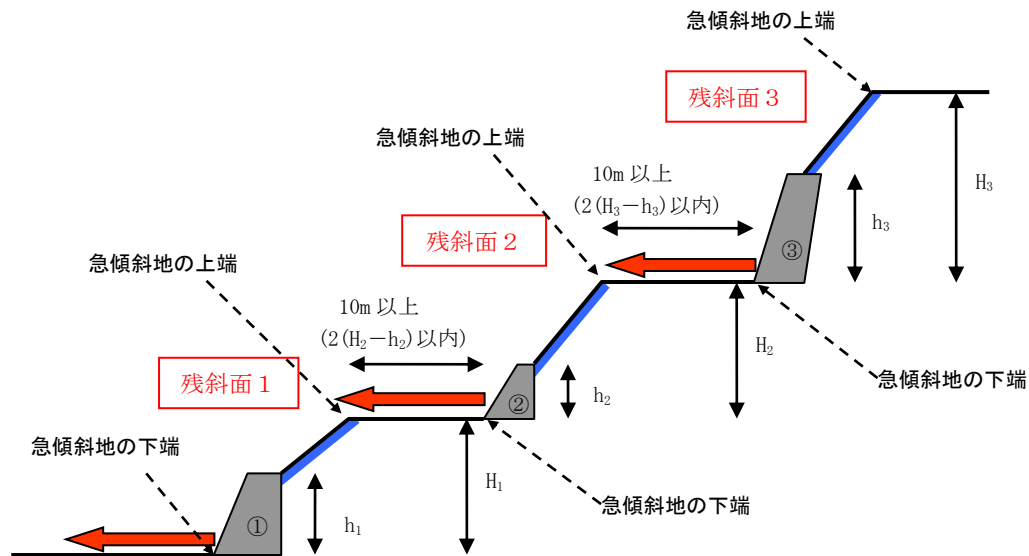 急傾斜地の上端
残斜面３
急傾斜地の上端
10m 以上
(2(H₃－h₃)以内)
H₃
h₃
残斜面２
③
急傾斜地の上端
10m 以上
(2(H₂－h₂)以内)
H₂
残斜面１
急傾斜地の下端
h₂
②
急傾斜地の下端
H₁
急傾斜地の下端
①
h₁